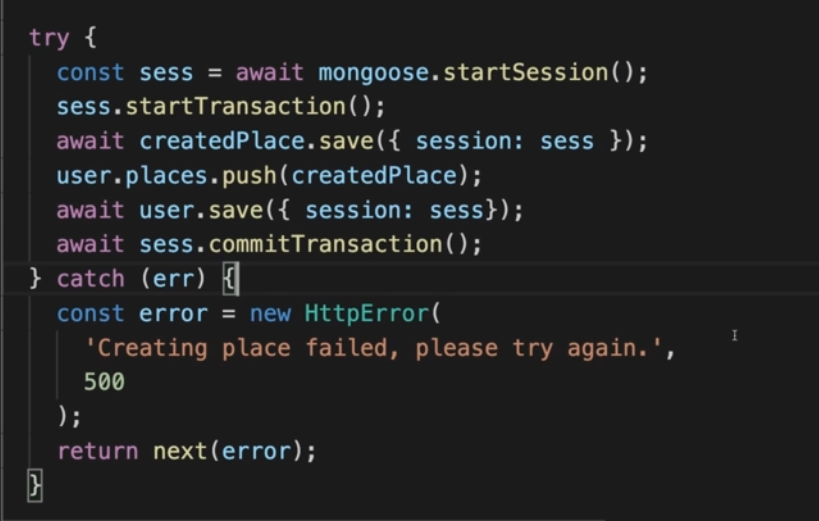 try {
const sess = await mongoose.startSession();
sess.startTransaction();
await createdPlace.save({ session: sess });
user.places.push(createdPlace);
await user.save({ session: sess});
await sess.commitTransaction();
} catch (err) {
const error = new HttpError(
'Creating place failed, please try again.',
500
);
return next(error);
}